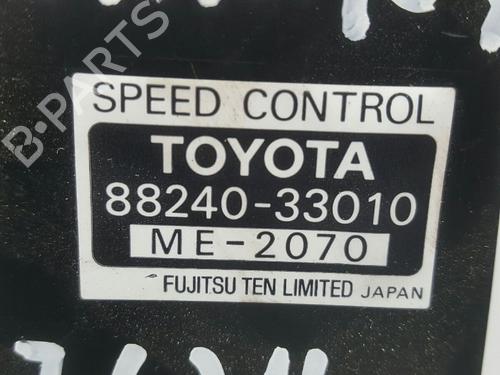 SPEED CONTROL
TOYOTA
88240-33010
ME-2070
FUJITSU TEN LIMITED JAPAN
B-PARTS